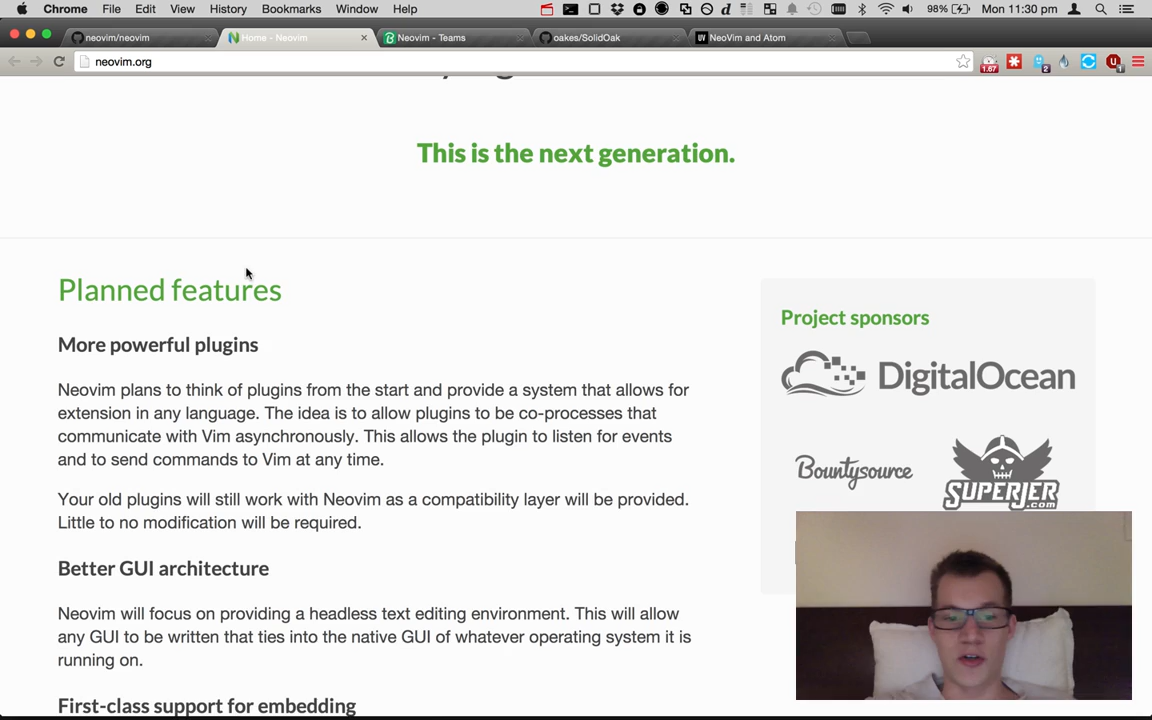 Chrome File Edit View History Bookmarks Window Help 98% Mon 11:30 pm
neovim/neovim Home - Neovim Neovim - Teams oakes/SolidOak UV NeoVim and Atom
neovim.org 1.67 2 1
This is the next generation.
Planned features
More powerful plugins
Neovim plans to think of plugins from the start and provide a system that allows for
extension in any language. The idea is to allow plugins to be co-processes that
communicate with Vim asynchronously. This allows the plugin to listen for events
and to send commands to Vim at any time.
Your old plugins will still work with Neovim as a compatibility layer will be provided.
Little to no modification will be required.
Better GUI architecture
Neovim will focus on providing a headless text editing environment. This will allow
any GUI to be written that ties into the native GUI of whatever operating system it is
running on.
First-class support for embedding
Project sponsors
DigitalOcean
Bountysource
SUPERJER
.com